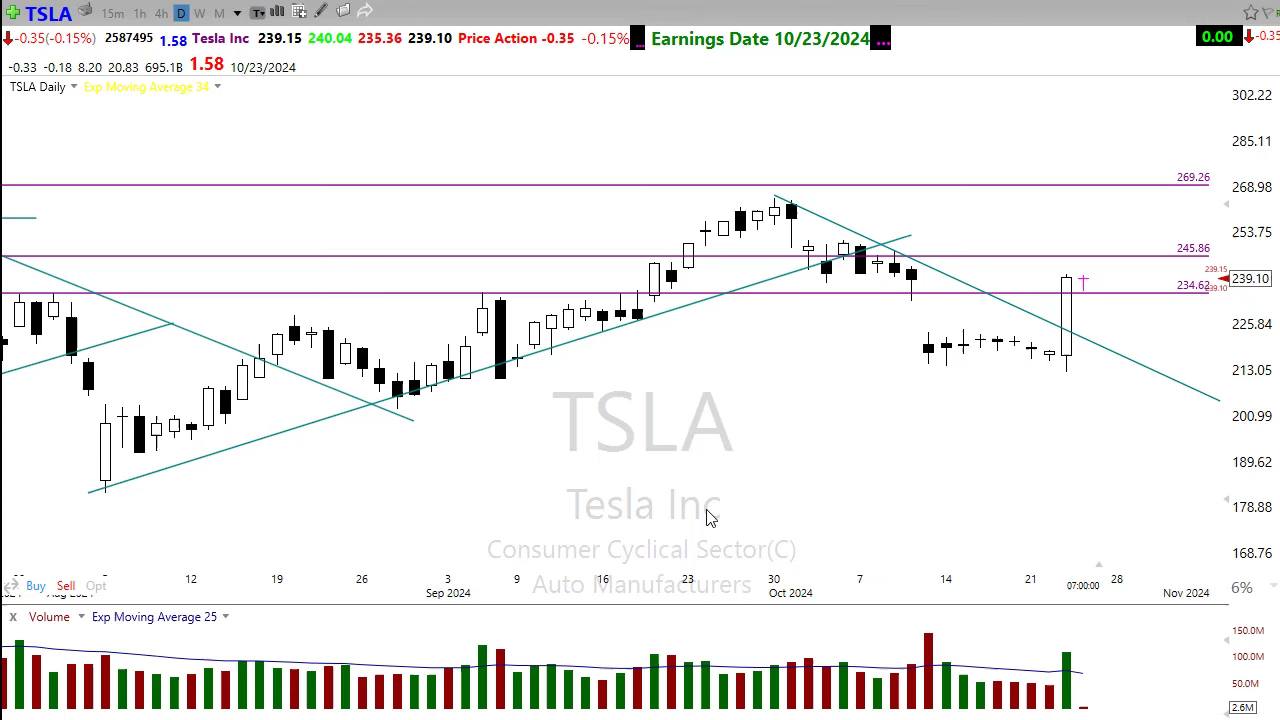 TSLA 15m 1h 4h D W M
-0.35(-0.15%) 2587495 1.58 Tesla Inc 239.15 240.04 235.36 239.10 Price Action -0.35 -0.15% ... Earnings Date 10/23/2024 ... 0.00 -0.35
-0.33 -0.18 8.20 20.83 695.1B 1.58 10/23/2024
TSLA Daily Exp Moving Average 34
302.22
285.11
269.26
268.98
253.75
245.86
239.15
239.10
234.62
239.10
225.84
213.05
200.99
189.62
178.88
168.76
TSLA
Tesla Inc
Consumer Cyclical Sector(C)
Auto Manufacturers
12 19 26 3 9 16 23 30 7 14 21 07:00:00 28
Buy Sell Opt 6%
Sep 2024 Oct 2024 Nov 2024
X Volume Exp Moving Average 25
150.0M
100.0M
50.0M
2.6M